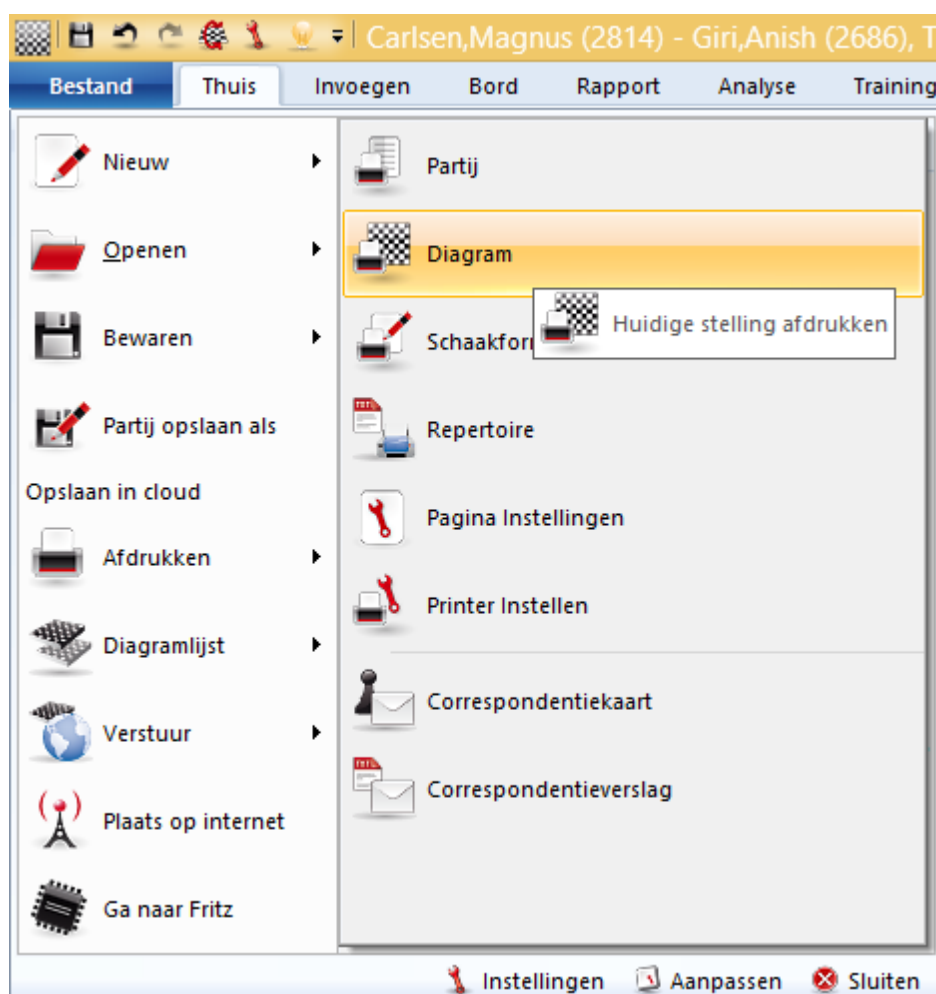 Carlsen,Magnus (2814) - Giri,Anish (2686), T
Bestand Thuis Invoegen Bord Rapport Analyse Training
Nieuw
Openen
Bewaren
Partij opslaan als
Opslaan in cloud
Afdrukken
Diagramlijst
Verstuur
Plaats op internet
Ga naar Fritz
Partij
Diagram
Huidige stelling afdrukken
Schaakfor
Repertoire
Pagina Instellingen
Printer Instellen
Correspondentiekaart
Correspondentieverslag
Instellingen Aanpassen Sluiten